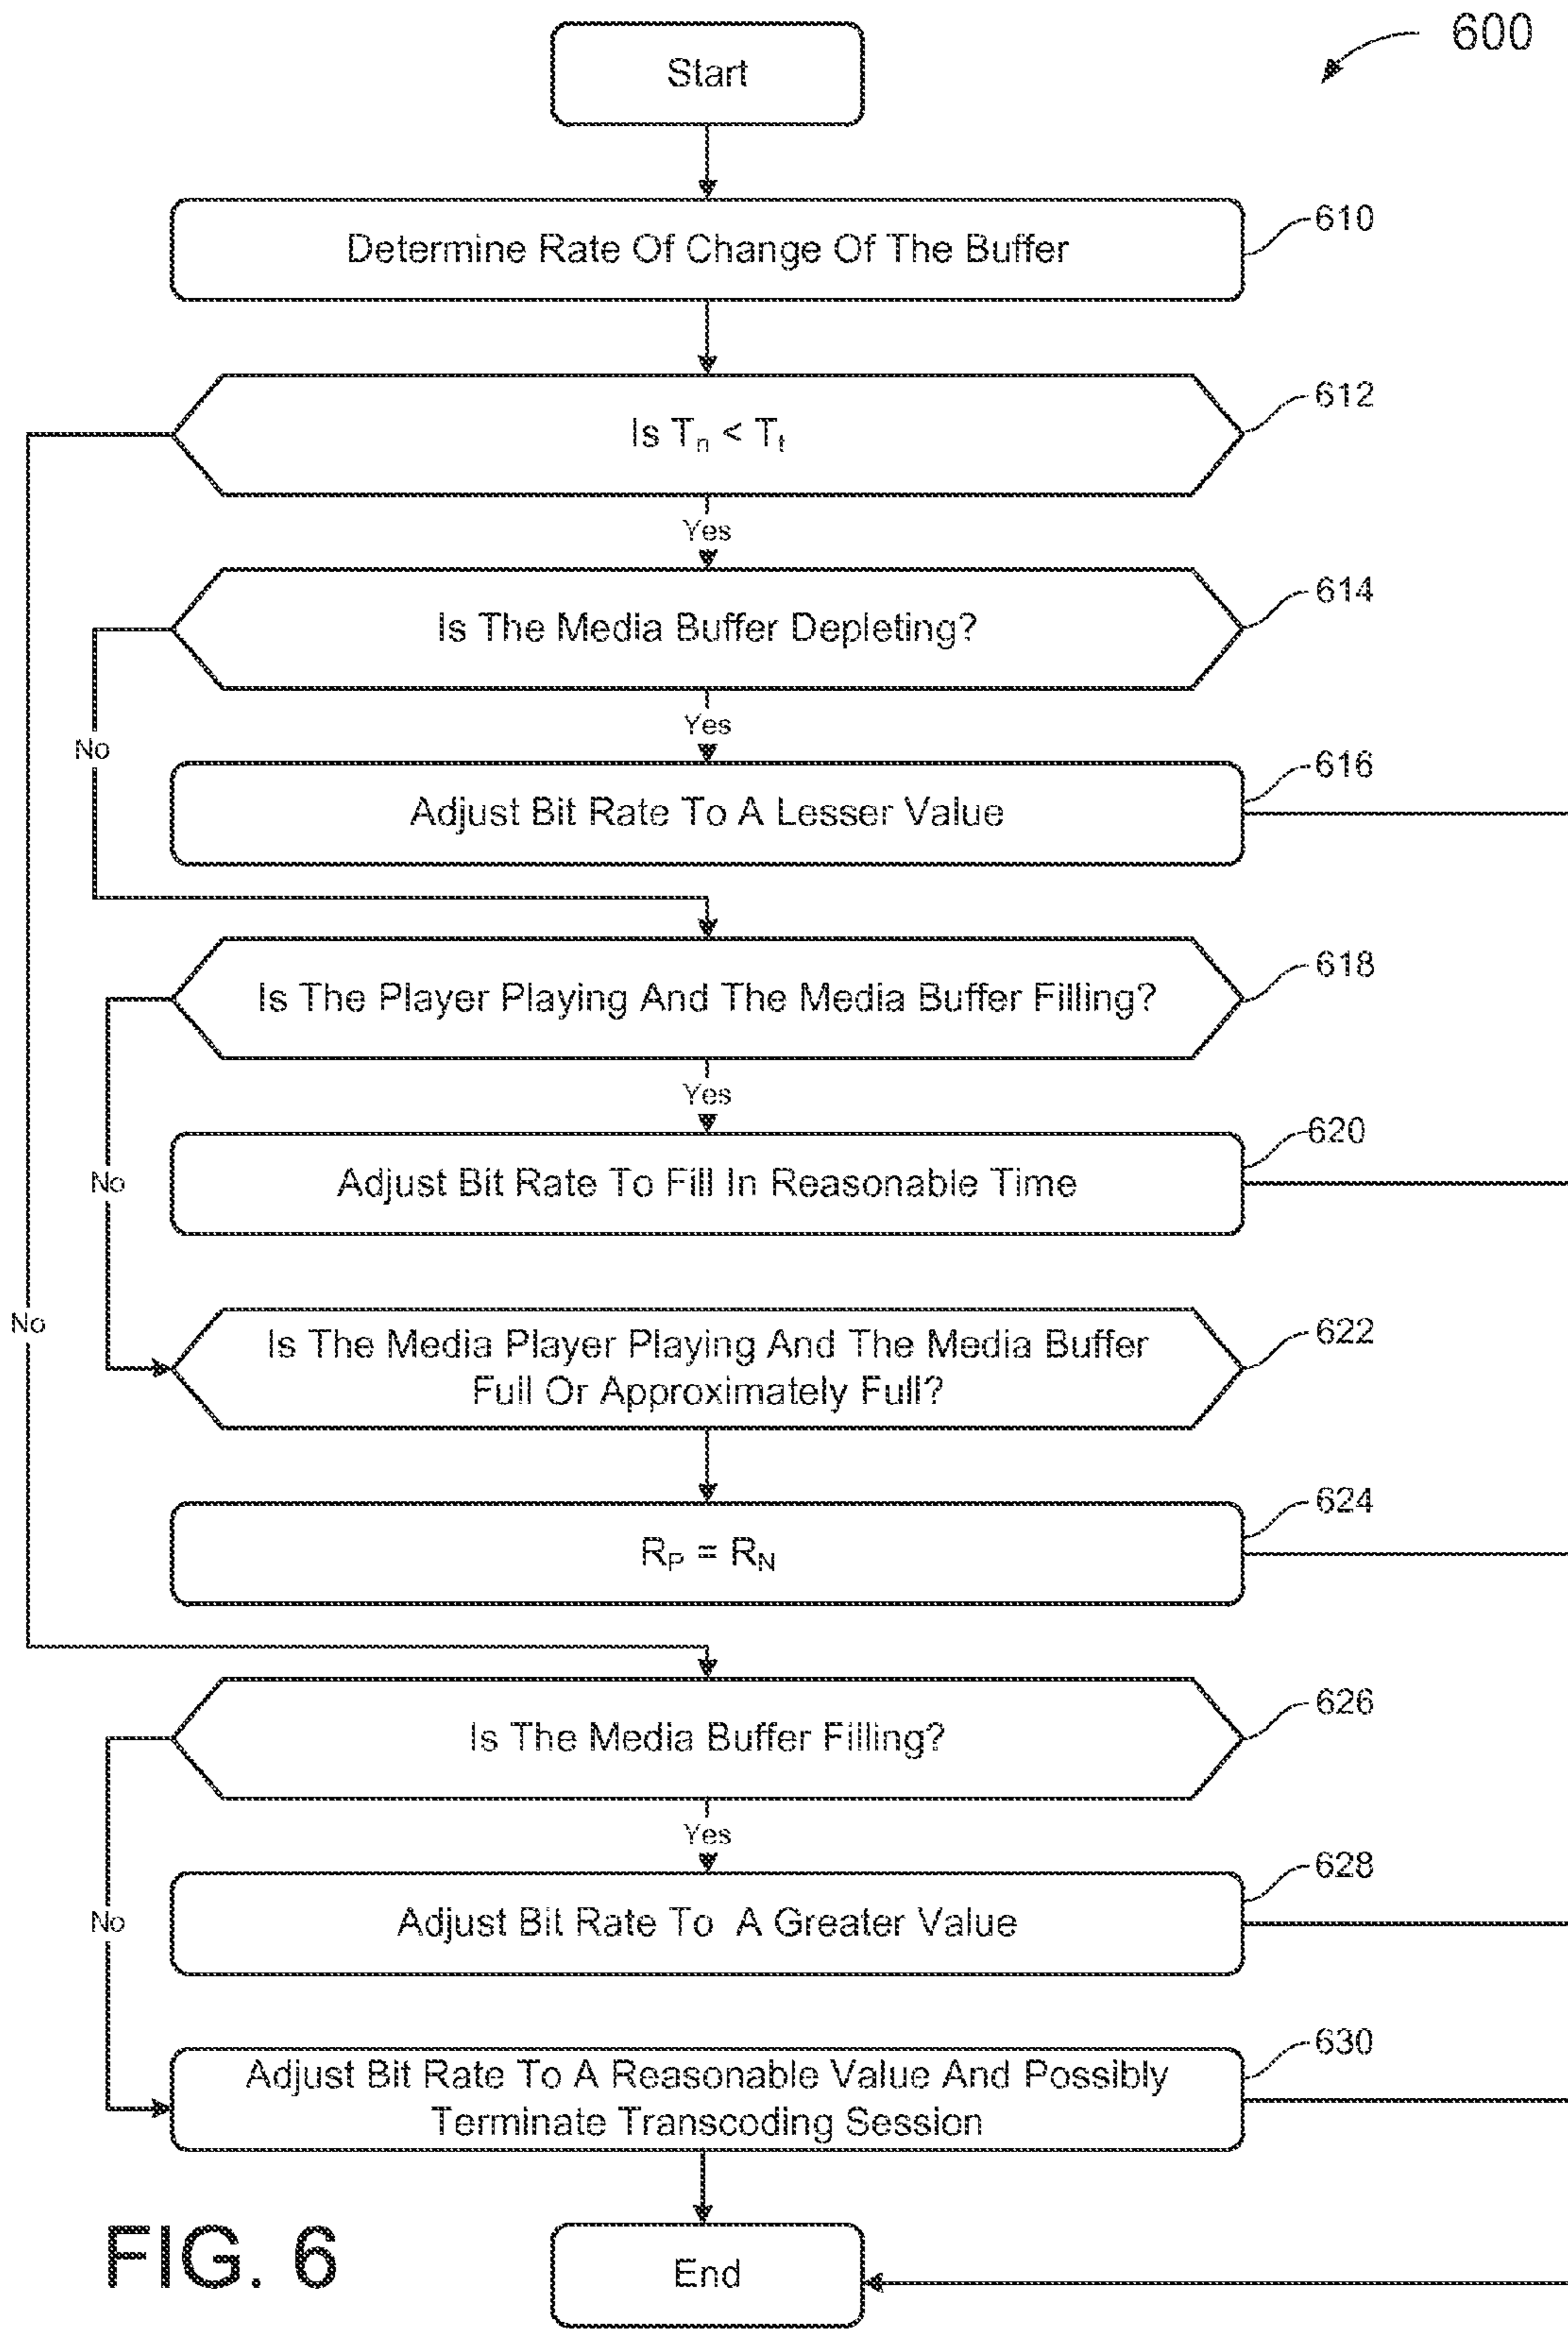 600
Start
Determine Rate Of Change Of The Buffer
610
Is Tn < Tt
612
Yes
Is The Media Buffer Depleting?
614
Yes
No
Adjust Bit Rate To A Lesser Value
616
Is The Player Playing And The Media Buffer Filling?
618
Yes
Adjust Bit Rate To Fill In Reasonable Time
620
No
No
Is The Media Player Playing And The Media Buffer
Full Or Approximately Full?
622
RP = RN
624
Is The Media Buffer Filling?
626
Yes
Adjust Bit Rate To A Greater Value
628
No
Adjust Bit Rate To A Reasonable Value And Possibly
Terminate Transcoding Session
630
End
FIG. 6